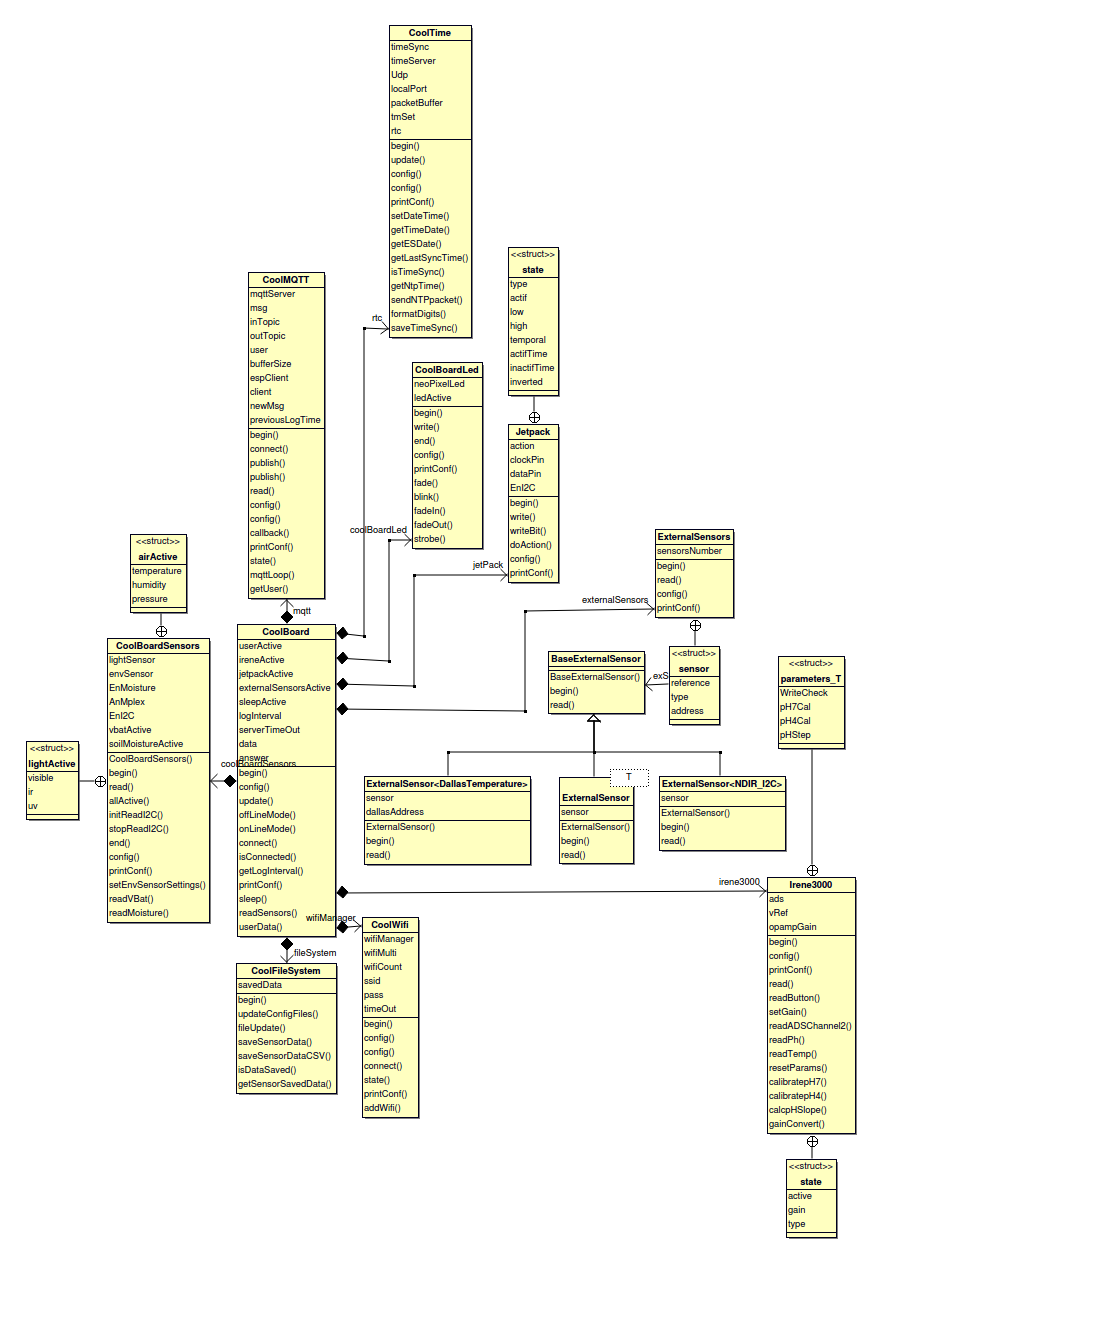 CoolTime
timeSync
timeServer
Udp
localPort
packetBuffer
tmSet
rtc
begin()
update()
config()
config()
printConf()
setDateTime()
getTimeDate()
getESDate()
getLastSyncTime()
isTimeSync()
getNtpTime()
sendNTPpacket()
formatDigits()
saveTimeSync()
rtc
<<struct>>
state
type
actif
low
high
temporal
actifTime
inactifTime
inverted
CoolMQTT
mqttServer
msg
inTopic
outTopic
user
bufferSize
espClient
client
newMsg
previousLogTime
begin()
connect()
publish()
publish()
read()
config()
config()
callback()
printConf()
state()
mqttLoop()
getUser()
mqtt
CoolBoardLed
neoPixelLed
ledActive
begin()
write()
end()
config()
printConf()
fade()
blink()
fadeIn()
fadeOut()
strobe()
coolBoardLed
Jetpack
action
clockPin
dataPin
EnI2C
begin()
write()
writeBit()
doAction()
config()
printConf()
jetPack
ExternalSensors
sensorsNumber
begin()
read()
config()
printConf()
externalSensors
<<struct>>
airActive
temperature
humidity
pressure
CoolBoardSensors
lightSensor
envSensor
EnMoisture
AnMplex
EnI2C
vbatActive
soilMoistureActive
CoolBoardSensors()
begin()
read()
allActive()
initReadI2C()
stopReadI2C()
end()
config()
printConf()
setEnvSensorSettings()
readVBat()
readMoisture()
<<struct>>
lightActive
visible
ir
uv
CoolBoard
userActive
ireneActive
jetpackActive
externalSensorsActive
sleepActive
logInterval
serverTimeOut
data
answer
coolBoardSensors
begin()
config()
update()
offLineMode()
onLineMode()
connect()
isConnected()
getLogInterval()
printConf()
sleep()
readSensors()
userData()
BaseExternalSensor
BaseExternalSensor()
begin()
read()
exS
<<struct>>
sensor
reference
type
address
<<struct>>
parameters_T
WriteCheck
pH7Cal
pH4Cal
pHStep
ExternalSensor<DallasTemperature>
sensor
dallasAddress
ExternalSensor()
begin()
read()
T
ExternalSensor
sensor
ExternalSensor()
begin()
read()
ExternalSensor<NDIR_I2C>
sensor
ExternalSensor()
begin()
read()
irene3000
Irene3000
ads
vRef
opampGain
begin()
config()
printConf()
read()
readButton()
setGain()
readADSChannel2()
readPh()
readTemp()
resetParams()
calibratepH7()
calibratepH4()
calcpHSlope()
gainConvert()
wifiManager
CoolWifi
wifiManager
wifiMulti
wifiCount
ssid
pass
timeOut
begin()
config()
config()
connect()
state()
printConf()
addWifi()
fileSystem
CoolFileSystem
savedData
begin()
updateConfigFiles()
fileUpdate()
saveSensorData()
saveSensorDataCSV()
isDataSaved()
getSensorSavedData()
<<struct>>
state
active
gain
type